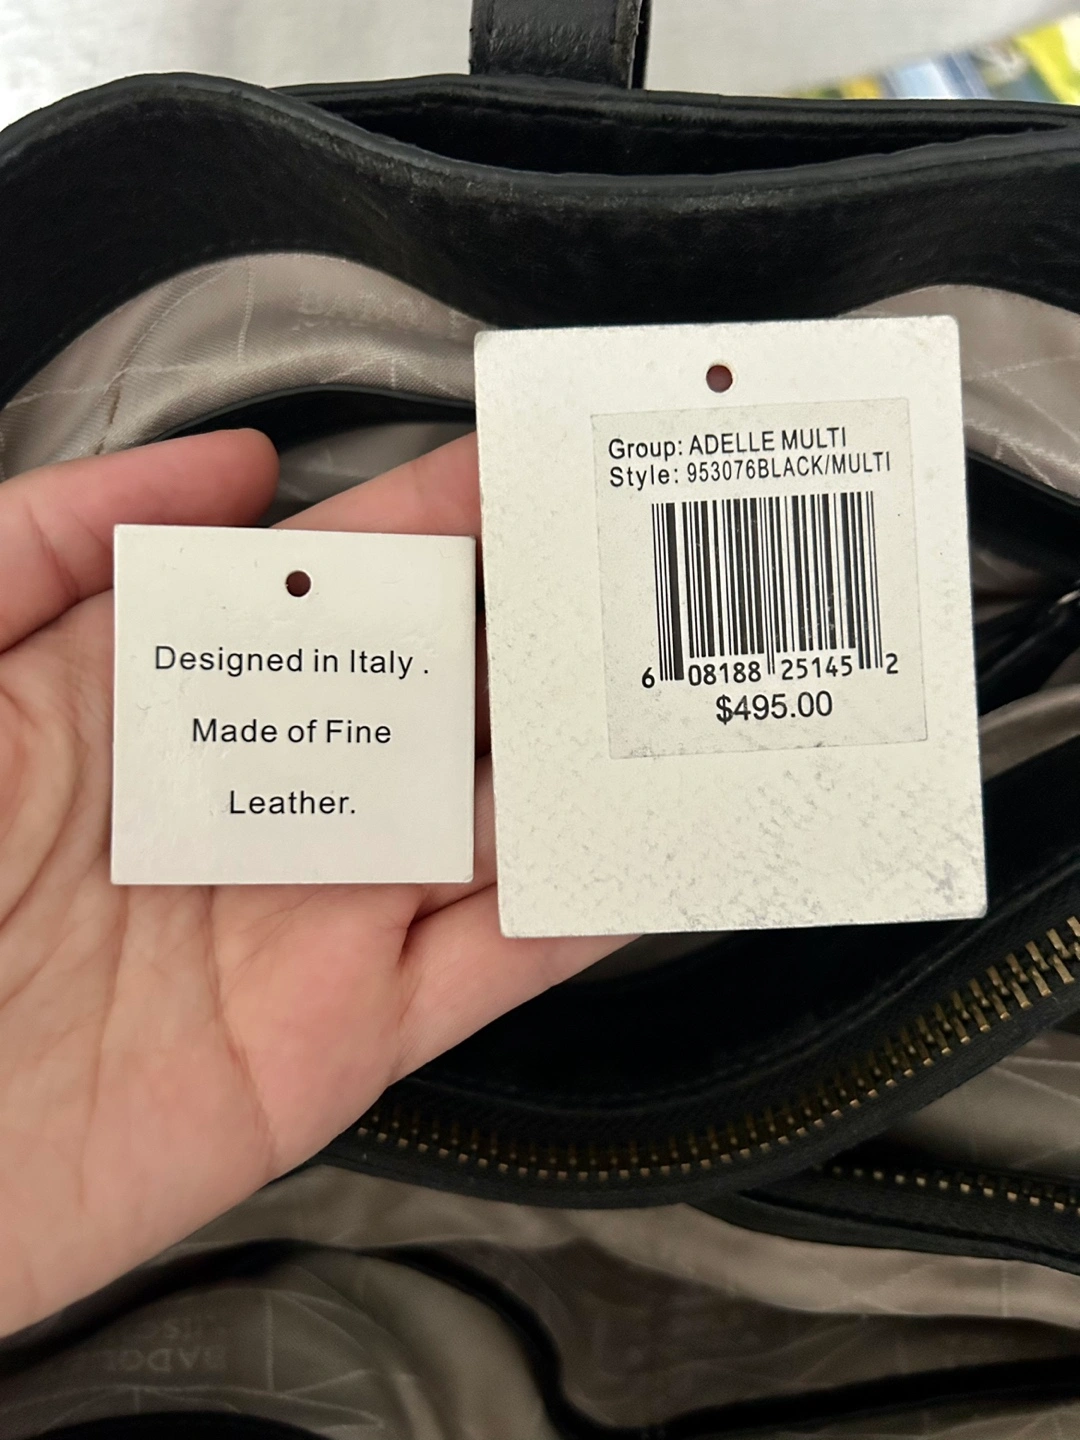 Designed in Italy .
Made of Fine
Leather.
Group: ADELLE MULTI
Style: 953076BLACK/MULTI
6 08188 25145 2
$495.00